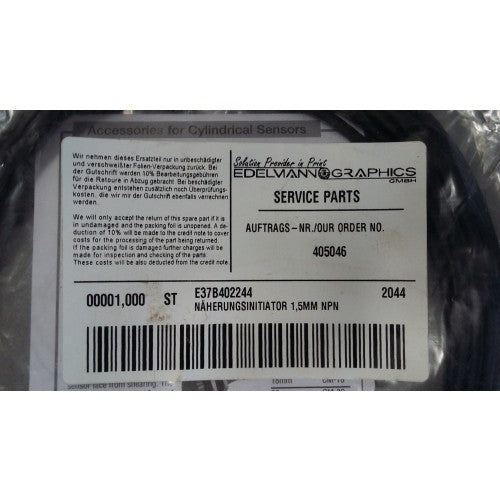 Accessories for Cylindrical Sensors
Wir nehmen dieses Ersatzteil nur in unbeschädigter
und verschweißter Folien-Verpackung zurück. Bei
der Gutschrift werden 10% Bearbeitungsgebühren
für die Retoure in Abzug gebracht. Bei beschädigter
Verpackung entstehen zusätzlich noch Überprüfungs-
kosten, die wir mir der Gutschrift ebenfalls verrechnen
We will only accept the return of this spare part if it is
in undamaged and the packing foil is unopened. A de-
duction of 10% will be made to the credit note to cover
costs for the processing of the part being returned.
If the packing foil is damaged further charges will be
made for inspection and checking of the parts.
These costs will also be deducted from the credit note.
Solution Provider in Print
EDELMANN GRAPHICS
GMBH
SERVICE PARTS
AUFTRAGS-NR./OUR ORDER NO.
405046
00001,000 ST E37B402244 2044
NÄHERUNGSINITIATOR 1,5MM NPN
sensor face from shearing. The
18mm